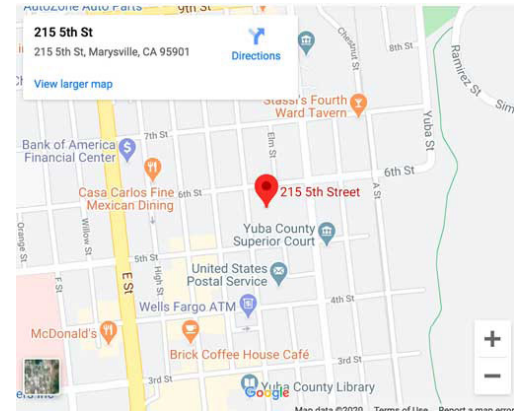 AutoZone Auto Parts
9th St
215 5th St
215 5th St, Marysville, CA 95901
Directions
View larger map
8th St
Chestnut St
Ramirez St
Sim
Stassi's Fourth
Ward Tavern
Yuba St
7th St
Elm St
Bank of America
Financial Center
6th St
Casa Carlos Fine
Mexican Dining
6th St
215 5th Street
A St
Orange St
Willow St
Yuba County
Superior Court
5th St
F St
E St
High St
United States
Postal Service
4th St
Wells Fargo ATM
McDonald's
Brick Coffee House Café
3rd St
3rd St
Yuba County Library
Google
Map data ©2020 Terms of Use Report a map error